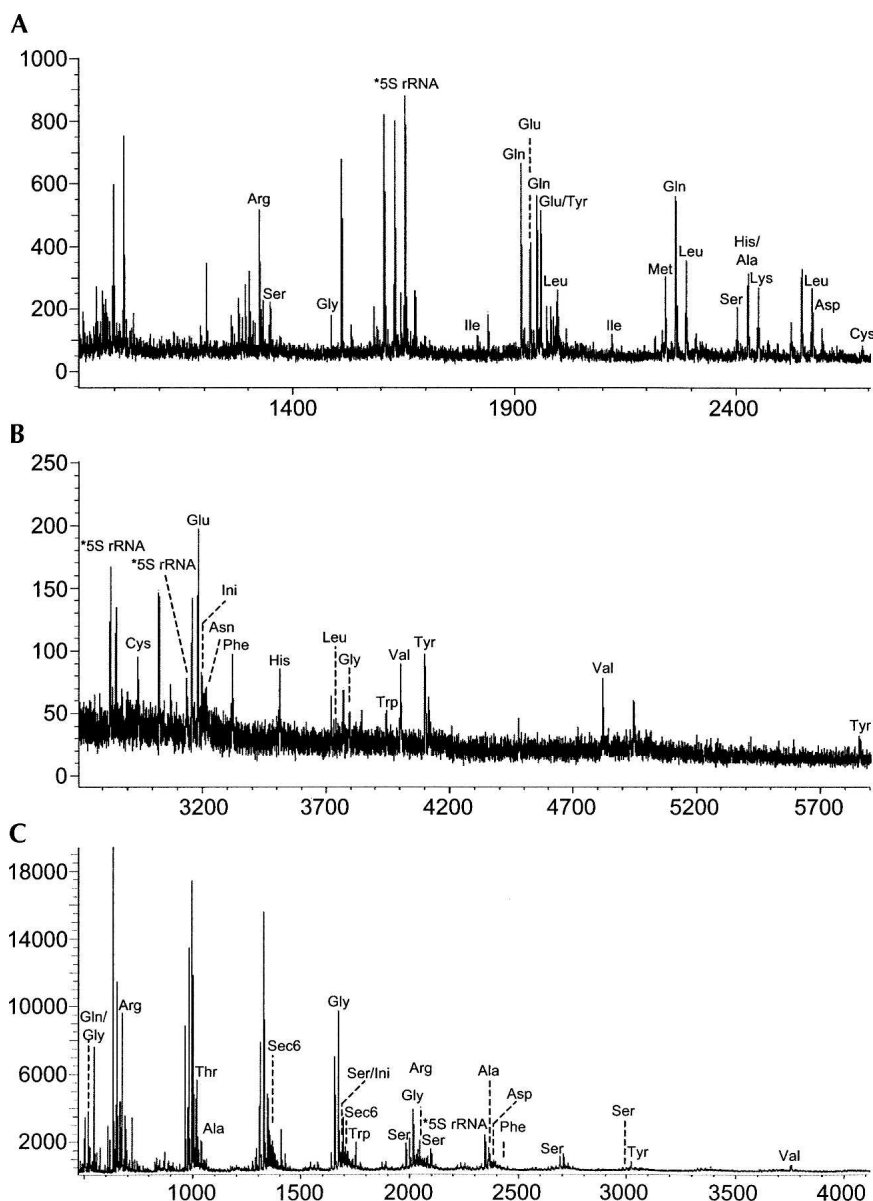 A
1000
800
600
400
200
0
*5S rRNA
Glu
Gln
Gln
Gln
Arg
Glu/Tyr
His/
Ala
Leu
Met
Lys
Leu
Leu
Ser
Gly
Ser
Asp
Ile
Ile
Cys
1400
1900
2400
B
250
200
150
100
50
0
Glu
*5S rRNA
*5S rRNA
Ini
Asn
Cys
Phe
His
Leu
Gly
Val
Tyr
Trp
Val
Tyr
3200
3700
4200
4700
5200
5700
C
18000
14000
10000
6000
2000
Gln/
Gly
Arg
Gly
Sec6
Ser/Ini
Arg
Ala
Thr
Gly
Asp
Sec6
*5S rRNA
Phe
Ser
Ala
Trp
Ser
Ser
Ser
Tyr
Val
1000
1500
2000
2500
3000
3500
4000